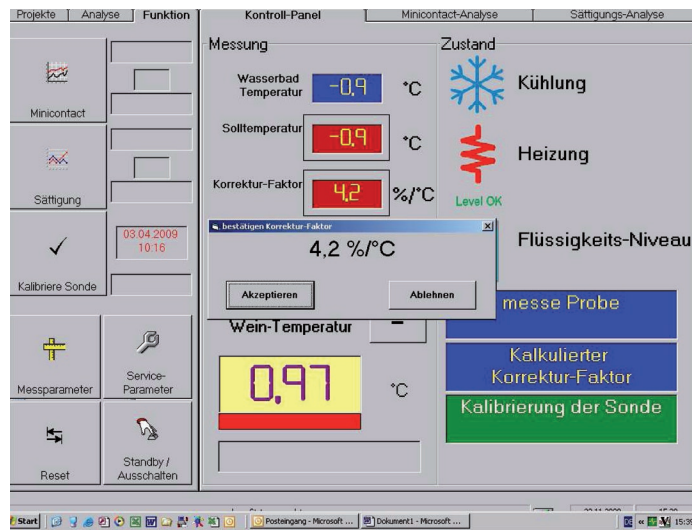 Projekte Analyse Funktion Kontroll-Panel Minicontact-Analyse Sättigungs-Analyse
Minicontact
Sättigung
03.04.2009
10:16
Kalibriere Sonde
Messparameter
Service-
Parameter
Reset
Standby /
Ausschalten
Messung
Wasserbad
Temperatur
-0,9 °C
Solltemperatur
-0,9 °C
Korrektur-Faktor
4,2 %/°C
bestätigen Korrektur-Faktor
4,2 %/°C
Akzeptieren Ablehnen
Wein-Temperatur
0,97 °C
Zustand
Kühlung
Heizung
Level OK
Flüssigkeits-Niveau
messe Probe
Kalkulierter
Korrektur-Faktor
Kalibrierung der Sonde
Start Posteingang - Microsoft ... Dokument1 - Microsoft ... DE 15:39